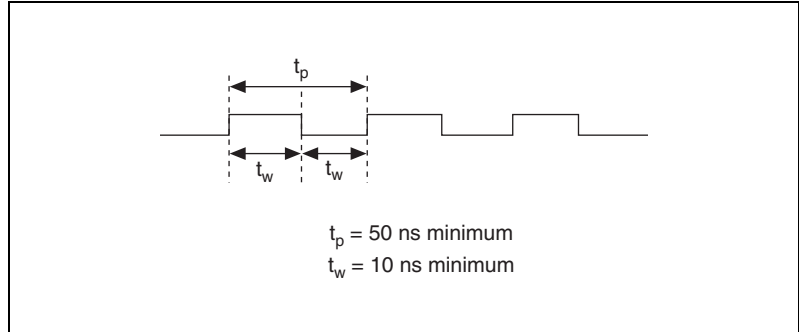 tp
tw tw
tp = 50 ns minimum
tw = 10 ns minimum